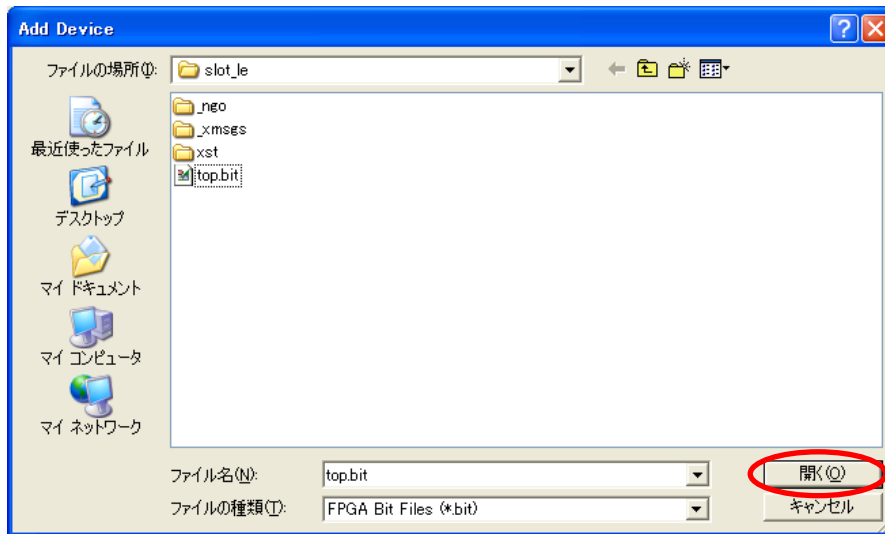 Add Device
ファイルの場所(I):
slot_le
_ngo
_xmsgs
xst
top.bit
最近使ったファイル
デスクトップ
マイ ドキュメント
マイ コンピュータ
マイ ネットワーク
ファイル名(N):
top.bit
開く(O)
ファイルの種類(T):
FPGA Bit Files (*.bit)
キャンセル